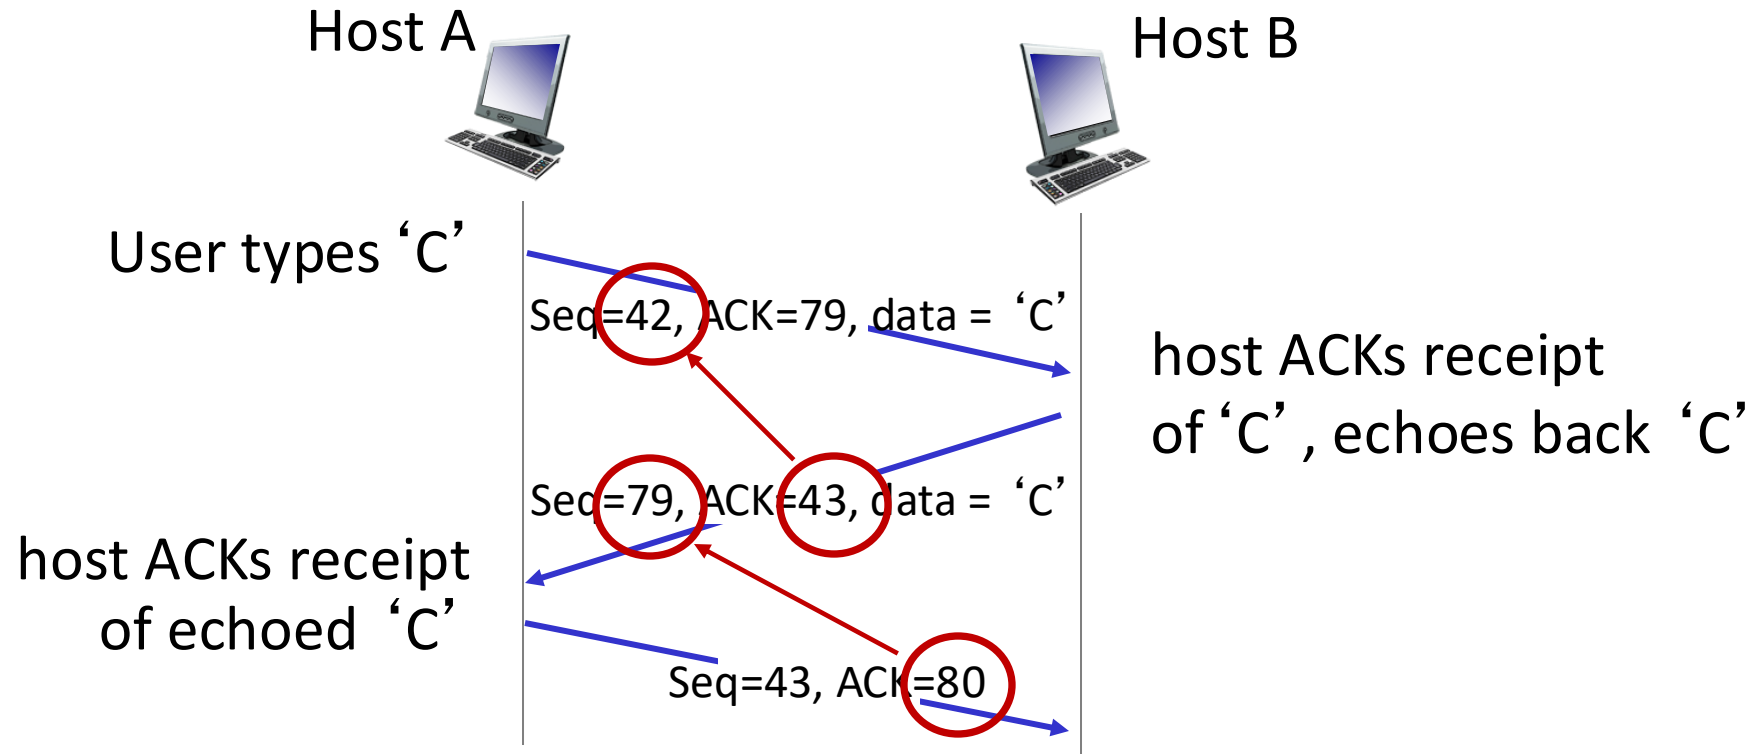 Host A
Host B
User types ‘C’
Seq=42, ACK=79, data = ‘C’
host ACKs receipt
of ‘C’, echoes back ‘C’
Seq=79, ACK=43, data = ‘C’
host ACKs receipt
of echoed ‘C’
Seq=43, ACK=80